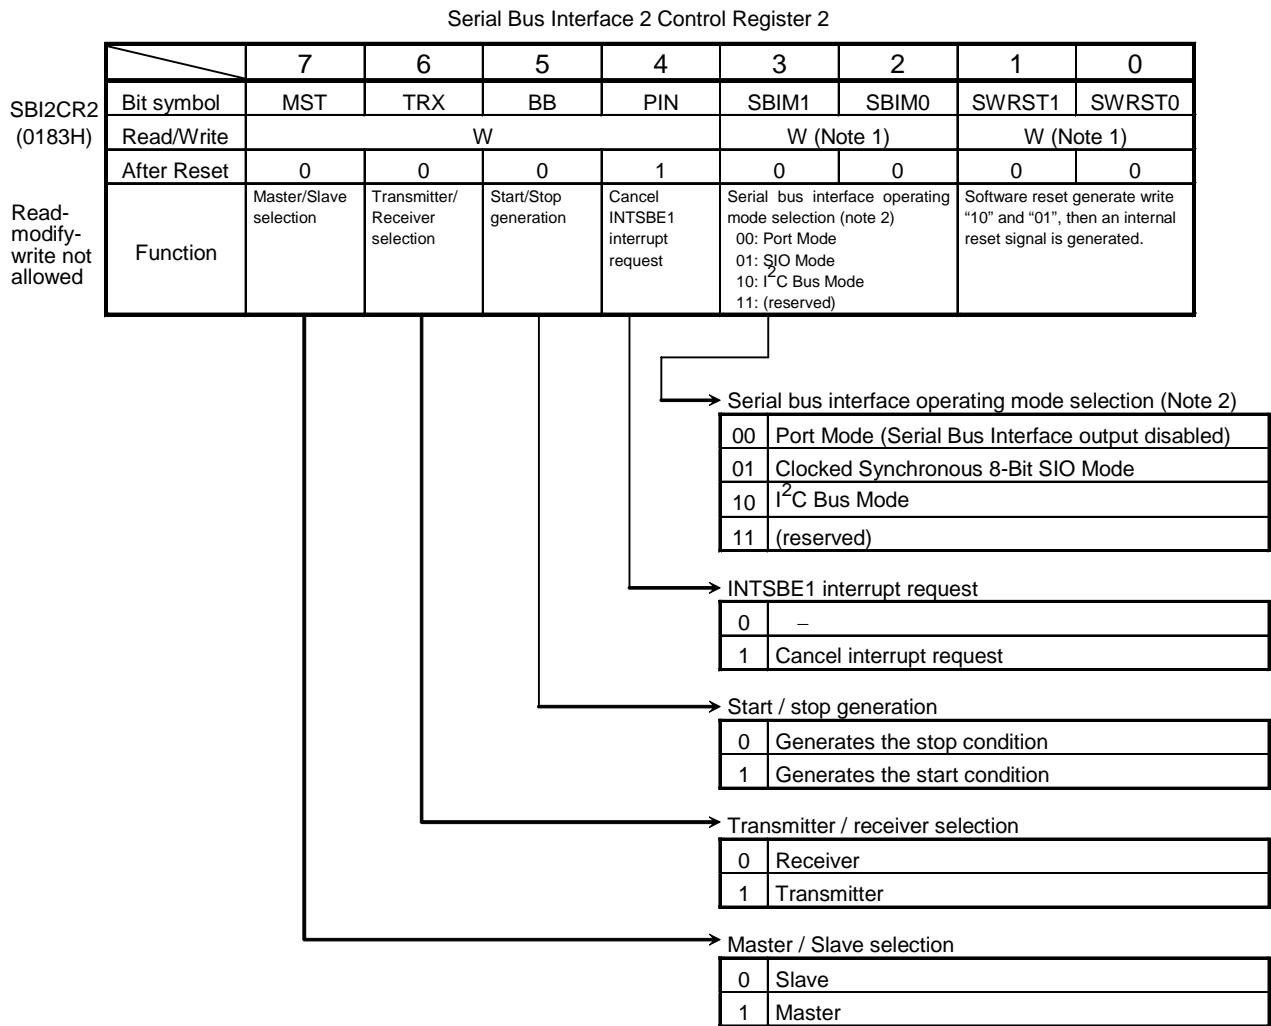 Serial Bus Interface 2 Control Register 2
7 6 5 4 3 2 1 0
SBI2CR2
(0183H)
Bit symbol MST TRX BB PIN SBIM1 SBIM0 SWRST1 SWRST0
Read/Write W W (Note 1) W (Note 1)
After Reset 0 0 0 1 0 0 0 0
Read-
modify-
write not
allowed
Function
Master/Slave
selection
Transmitter/
Receiver
selection
Start/Stop
generation
Cancel
INTSBE1
interrupt
request
Serial bus interface operating
mode selection (note 2)
00: Port Mode
01: SIO Mode
10: I²C Bus Mode
11: (reserved)
Software reset generate write
“10” and “01”, then an internal
reset signal is generated.
Serial bus interface operating mode selection (Note 2)
00 Port Mode (Serial Bus Interface output disabled)
01 Clocked Synchronous 8-Bit SIO Mode
10 I²C Bus Mode
11 (reserved)
INTSBE1 interrupt request
0 –
1 Cancel interrupt request
Start / stop generation
0 Generates the stop condition
1 Generates the start condition
Transmitter / receiver selection
0 Receiver
1 Transmitter
Master / Slave selection
0 Slave
1 Master